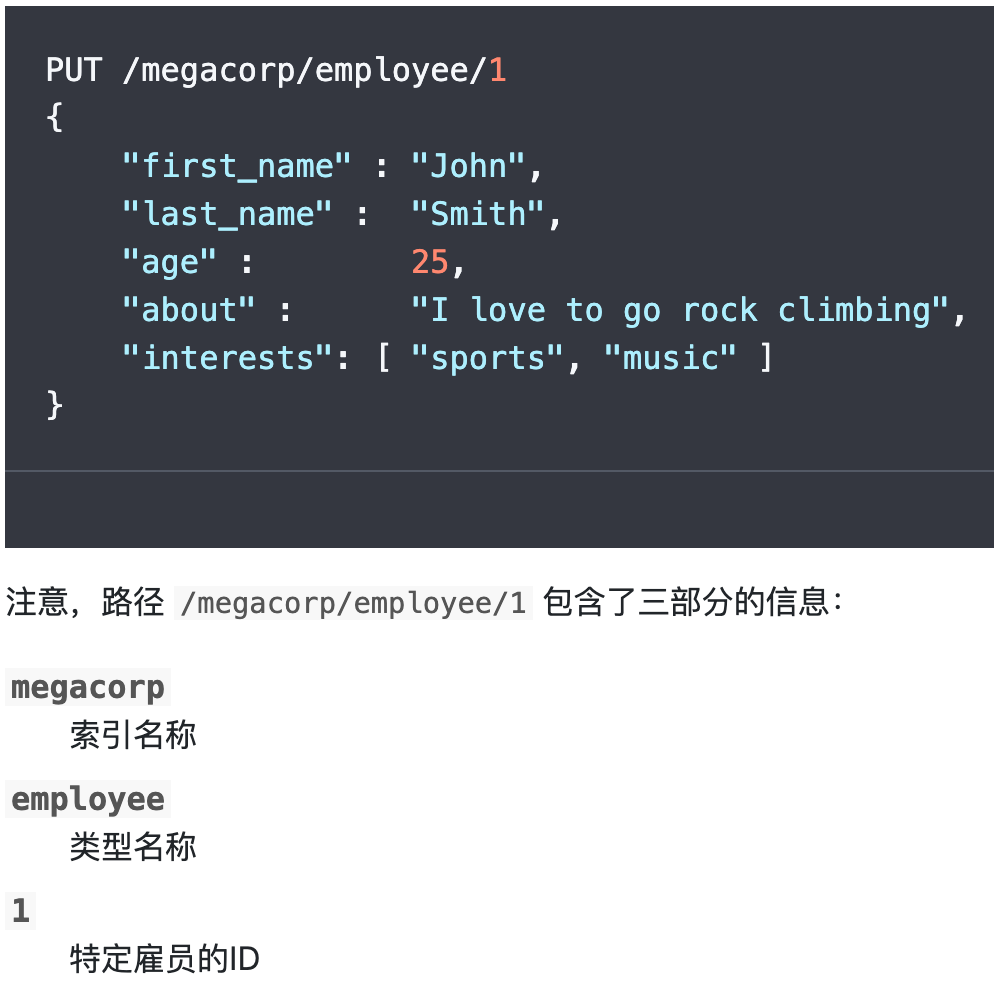 PUT /megacorp/employee/1
{
    "first_name" : "John",
    "last_name" :  "Smith",
    "age" :        25,
    "about" :      "I love to go rock climbing",
    "interests": [ "sports", "music" ]
}
注意，路径 /megacorp/employee/1 包含了三部分的信息：
megacorp
索引名称
employee
类型名称
1
特定雇员的ID